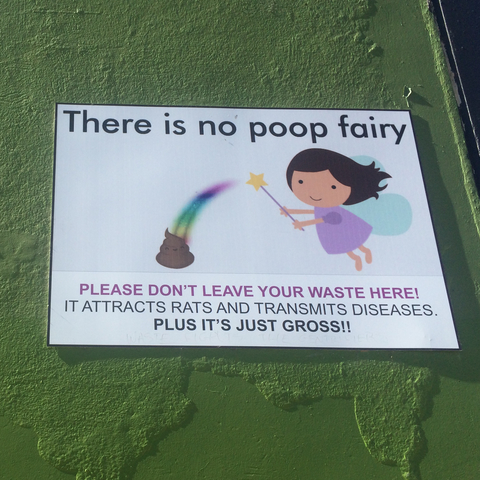 There is no poop fairy
PLEASE DON'T LEAVE YOUR WASTE HERE!
IT ATTRACTS RATS AND TRANSMITS DISEASES.
PLUS IT'S JUST GROSS!!